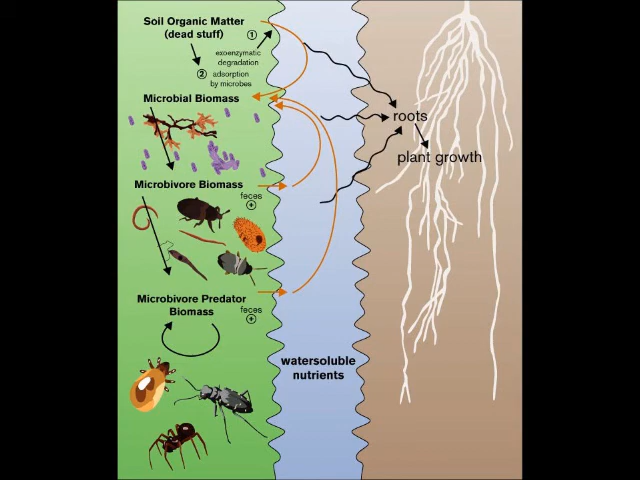 Soil Organic Matter
(dead stuff)
1
exoenzymatic
degradation
2 adsorption
by microbes
Microbial Biomass
Microbivore Biomass
feces
+
Microbivore Predator
Biomass
feces
+
watersoluble
nutrients
roots
plant growth